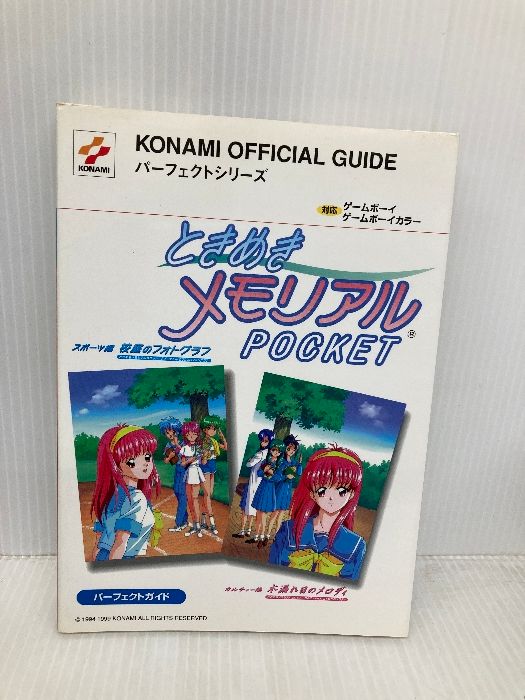 KONAMI
KONAMI OFFICIAL GUIDE
パーフェクトシリーズ
対応 ゲームボーイ
ゲームボーイカラー
ときめき
メモリアル
POCKET®
スポーツ編 校庭のフォトグラフ
カルチャー編 木漏れ日のメロディ
パーフェクトガイド
© 1994 1999 KONAMI ALL RIGHTS RESERVED